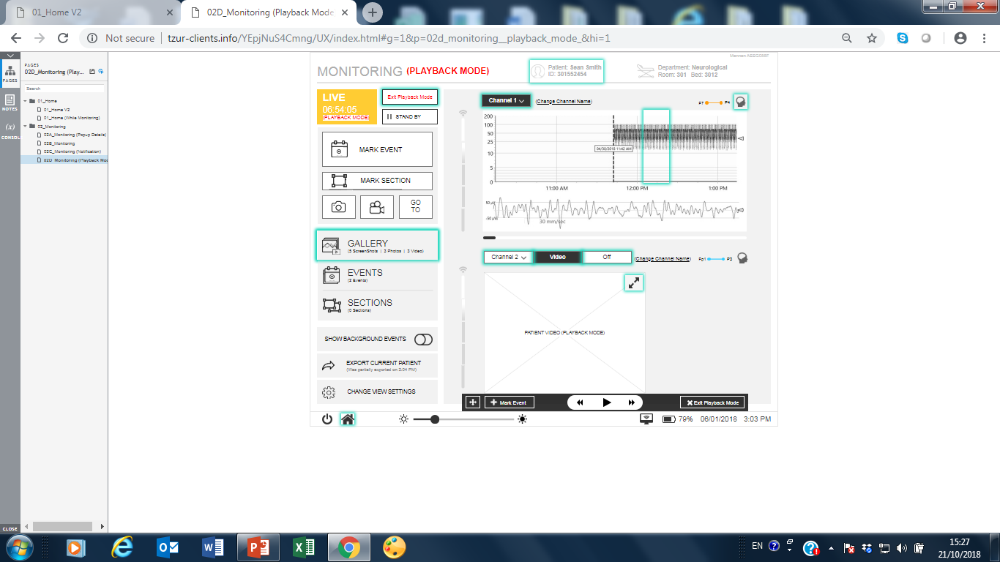 01_Home V2
02D_Monitoring (Playback Mode
Not secure
tzur-clients.info/YEpjNuS4Cmng/UX/index.html#g=1&p=02d_monitoring__playback_mode_&hi=1
PAGES
NOTES
(x)
CONSOL
CLOSE
PAGES
02D_Monitoring (Play...
Search
01_Home
01_Home V2
01_Home (While Monitoring)
02_Monitoring
02A_Monitoring (Popup Details)
02B_Monitoring
02C_Monitoring (Notification)
02D_Monitoring (Playback Mod
MONITORING (PLAYBACK MODE)
Patient: Sean Smith
ID: 301552454
Department: Neurological
Room: 301 Bed: 3012
LIVE
06:54:05
(PLAYBACK MODE)
Exit Playback Mode
STAND BY
MARK EVENT
MARK SECTION
GO
TO
GALLERY
(5 ScreenShots | 3 Photos | 3 Video)
EVENTS
(2 Events)
SECTIONS
(0 Sections)
SHOW BACKGROUND EVENTS
EXPORT CURRENT PATIENT
(Was partially exported on 2:04 PM)
CHANGE VIEW SETTINGS
Channel 1
(Change Channel Name)
F7
P4
200
100
50
25
10
5
0
04/30/2018 11:42 AM
11:00 AM
12:00 PM
1:00 PM
50 µV
-50 µV
30 mm/sec
Channel 2
Video
Off
(Change Channel Name)
Fp1
P3
PATIENT VIDEO (PLAYBACK MODE)
Mark Event
Exit Playback Mode
79%
06/01/2018
3:03 PM
EN
15:27
21/10/2018